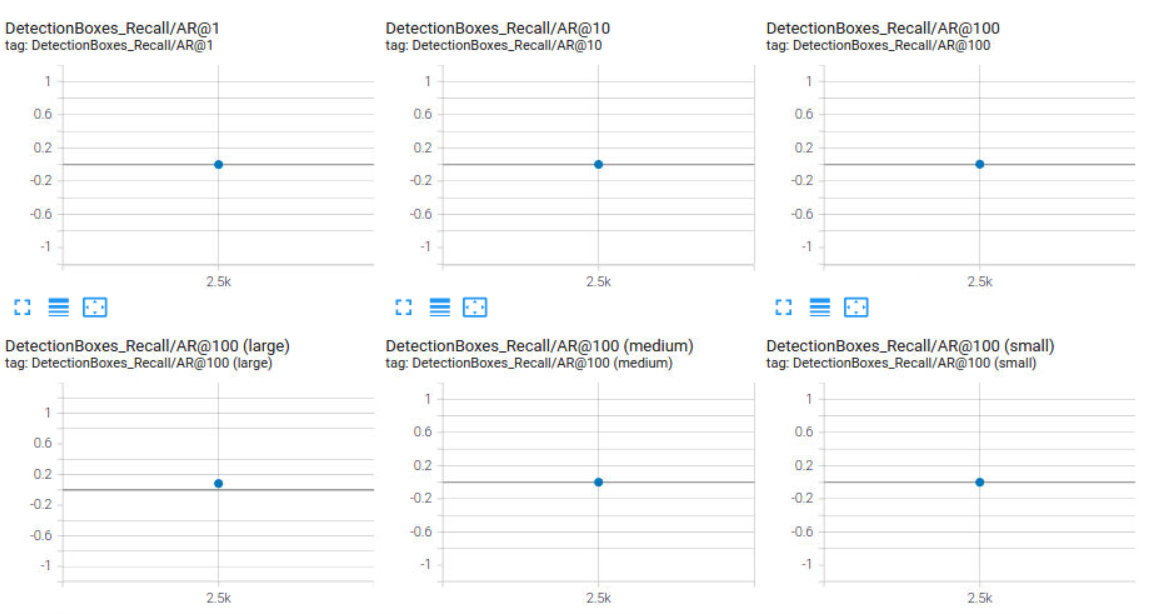 DetectionBoxes_Recall/AR@1
tag: DetectionBoxes_Recall/AR@1
1
0.6
0.2
-0.2
-0.6
-1
2.5k
DetectionBoxes_Recall/AR@10
tag: DetectionBoxes_Recall/AR@10
1
0.6
0.2
-0.2
-0.6
-1
2.5k
DetectionBoxes_Recall/AR@100
tag: DetectionBoxes_Recall/AR@100
1
0.6
0.2
-0.2
-0.6
-1
2.5k
DetectionBoxes_Recall/AR@100 (large)
tag: DetectionBoxes_Recall/AR@100 (large)
1
0.6
0.2
-0.2
-0.6
-1
2.5k
DetectionBoxes_Recall/AR@100 (medium)
tag: DetectionBoxes_Recall/AR@100 (medium)
1
0.6
0.2
-0.2
-0.6
-1
2.5k
DetectionBoxes_Recall/AR@100 (small)
tag: DetectionBoxes_Recall/AR@100 (small)
1
0.6
0.2
-0.2
-0.6
-1
2.5k